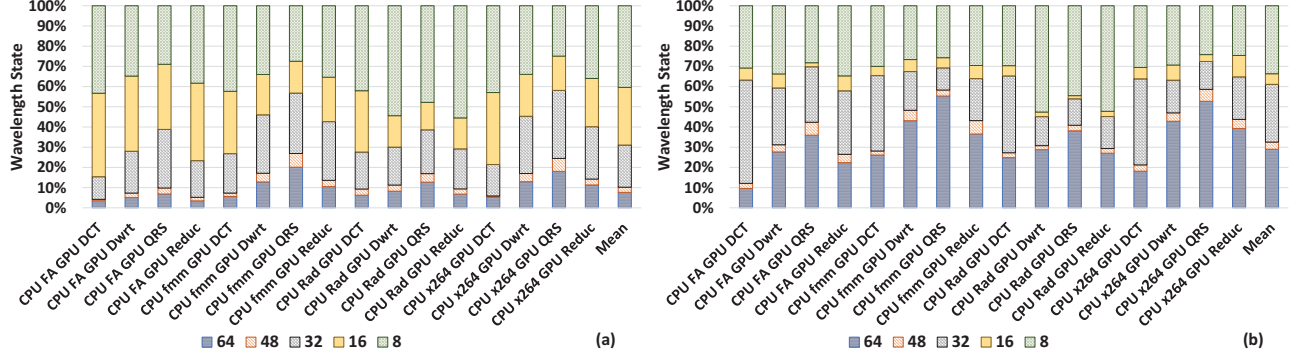 Wavelength State
100%
90%
80%
70%
60%
50%
40%
30%
20%
10%
0%
CPU FA GPU DCT
CPU FA GPU Dwrt
CPU FA GPU QRS
CPU FA GPU Reduc
CPU fmm GPU DCT
CPU fmm GPU Dwrt
CPU fmm GPU QRS
CPU fmm GPU Reduc
CPU Rad GPU DCT
CPU Rad GPU Dwrt
CPU Rad GPU QRS
CPU Rad GPU Reduc
CPU x264 GPU DCT
CPU x264 GPU Dwrt
CPU x264 GPU QRS
CPU x264 GPU Reduc
Mean
64 48 32 16 8
(a)
Wavelength State
100%
90%
80%
70%
60%
50%
40%
30%
20%
10%
0%
CPU FA GPU DCT
CPU FA GPU Dwrt
CPU FA GPU QRS
CPU FA GPU Reduc
CPU fmm GPU DCT
CPU fmm GPU Dwrt
CPU fmm GPU QRS
CPU fmm GPU Reduc
CPU Rad GPU DCT
CPU Rad GPU Dwrt
CPU Rad GPU QRS
CPU Rad GPU Reduc
CPU x264 GPU DCT
CPU x264 GPU Dwrt
CPU x264 GPU QRS
CPU x264 GPU Reduc
Mean
64 48 32 16 8
(b)